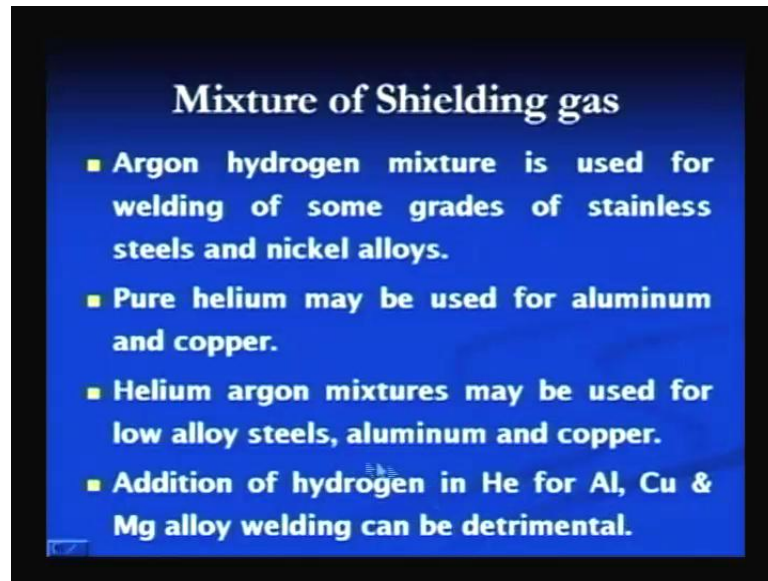 Mixture of Shielding gas
Argon hydrogen mixture is used for
welding of some grades of stainless
steels and nickel alloys.
Pure helium may be used for aluminum
and copper.
Helium argon mixtures may be used for
low alloy steels, aluminum and copper.
Addition of hydrogen in He for Al, Cu &
Mg alloy welding can be detrimental.